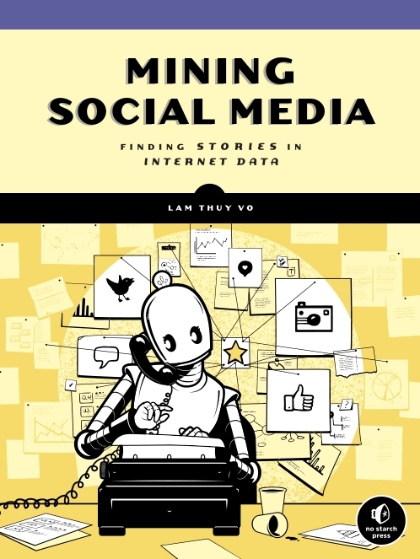 MINING
SOCIAL MEDIA
FINDING STORIES IN
INTERNET DATA
LAM THUY VO
no starch
press